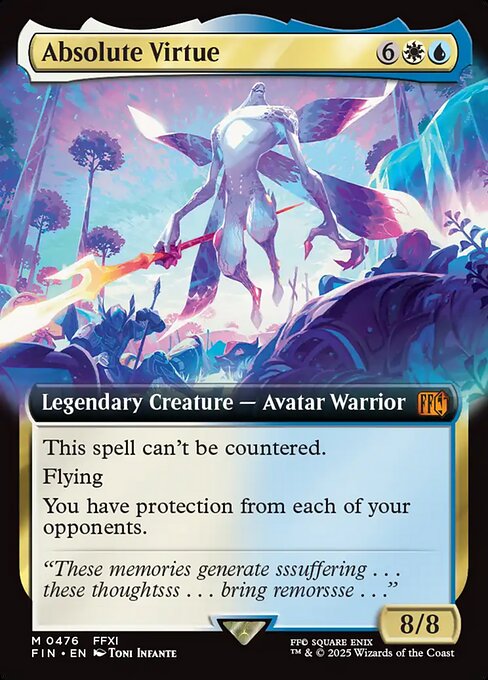 Absolute Virtue 6
Legendary Creature — Avatar Warrior
This spell can't be countered.
Flying
You have protection from each of your
opponents.
“These memories generate sssuffering . . .
these thoughtsss . . . bring remorssse . . .”
8/8
M 0476 FFXI
FIN • EN Toni Infante
FF© SQUARE ENIX
™ & © 2025 Wizards of the Coast